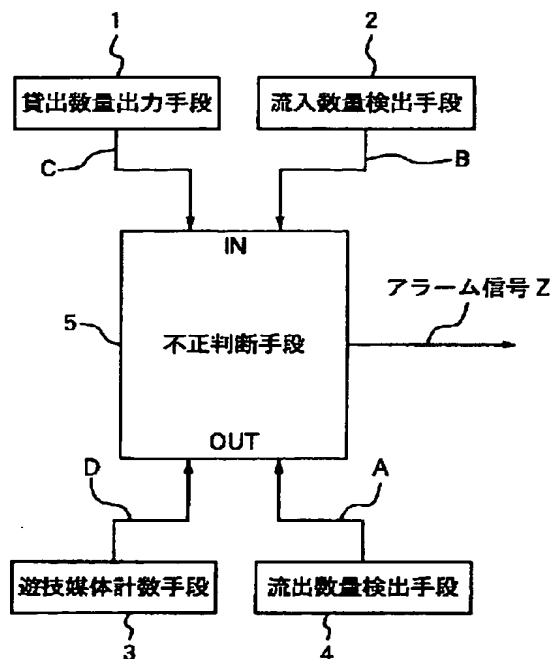 1
2
貸出数量出力手段
流入数量検出手段
C
B
IN
アラーム信号 Z
5
不正判断手段
OUT
D
A
遊技媒体計数手段
流出数量検出手段
3
4